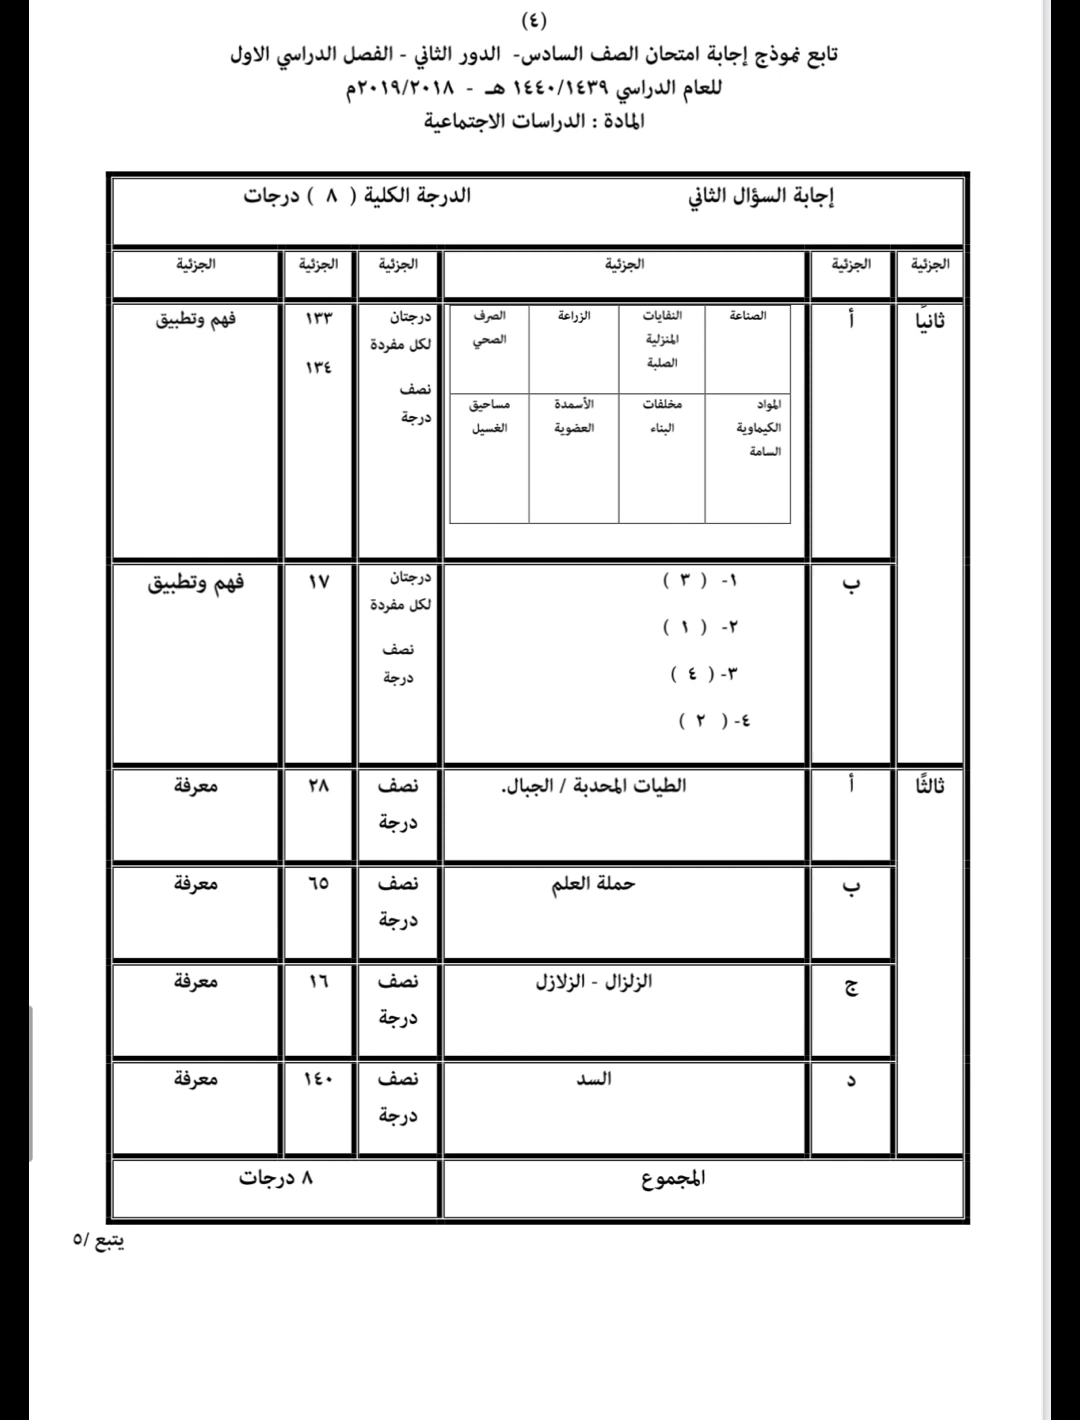 (٤)
تابع نموذج إجابة امتحان الصف السادس- الدور الثاني - الفصل الدراسي الاول
للعام الدراسي ١٤٤٠/١٤٣٩ هـ - ٢٠١٩/٢٠١٨م
المادة : الدراسات الاجتماعية
إجابة السؤال الثاني الدرجة الكلية ( ٨ ) درجات
الجزئية الجزئية الجزئية الجزئية الجزئية الجزئية
ثانياً أ
الصناعة النفايات المنزلية الصلبة الزراعة الصرف الصحي
المواد الكيماوية السامة مخلفات البناء الأسمدة العضوية مساحيق الغسيل
درجتان
لكل مفردة
نصف
درجة
١٣٣
١٣٤
فهم وتطبيق
ب
١- ( ٣ )
٢- ( ١ )
٣- ( ٤ )
٤- ( ٢ )
درجتان
لكل مفردة
نصف
درجة
١٧
فهم وتطبيق
ثالثًا أ الطيات المحدبة / الجبال. نصف درجة ٢٨ معرفة
ب حملة العلم نصف درجة ٦٥ معرفة
ج الزلزال - الزلازل نصف درجة ١٦ معرفة
د السد نصف درجة ١٤٠ معرفة
المجموع ٨ درجات
يتبع /٥